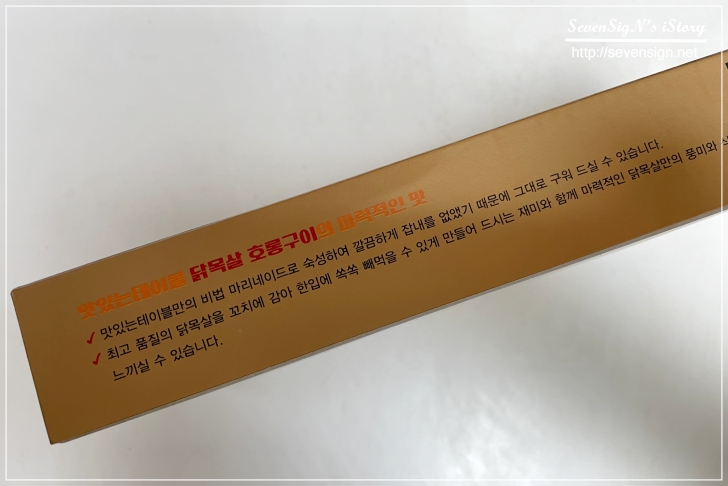 SevenSigN's iStory
http://sevensign.net
맛있는테이블 닭목살 호롱구이의 마력적인 맛
✓ 맛있는테이블만의 비법 마리네이드로 숙성하여 깔끔하게 잡내를 없앴기 때문에 그대로 구워 드실 수 있습니다.
✓ 최고 품질의 닭목살을 꼬치에 감아 한입에 쏙쏙 빼먹을 수 있게 만들어 드시는 재미와 함께 마력적인 닭목살만의 풍미와
느끼실 수 있습니다.